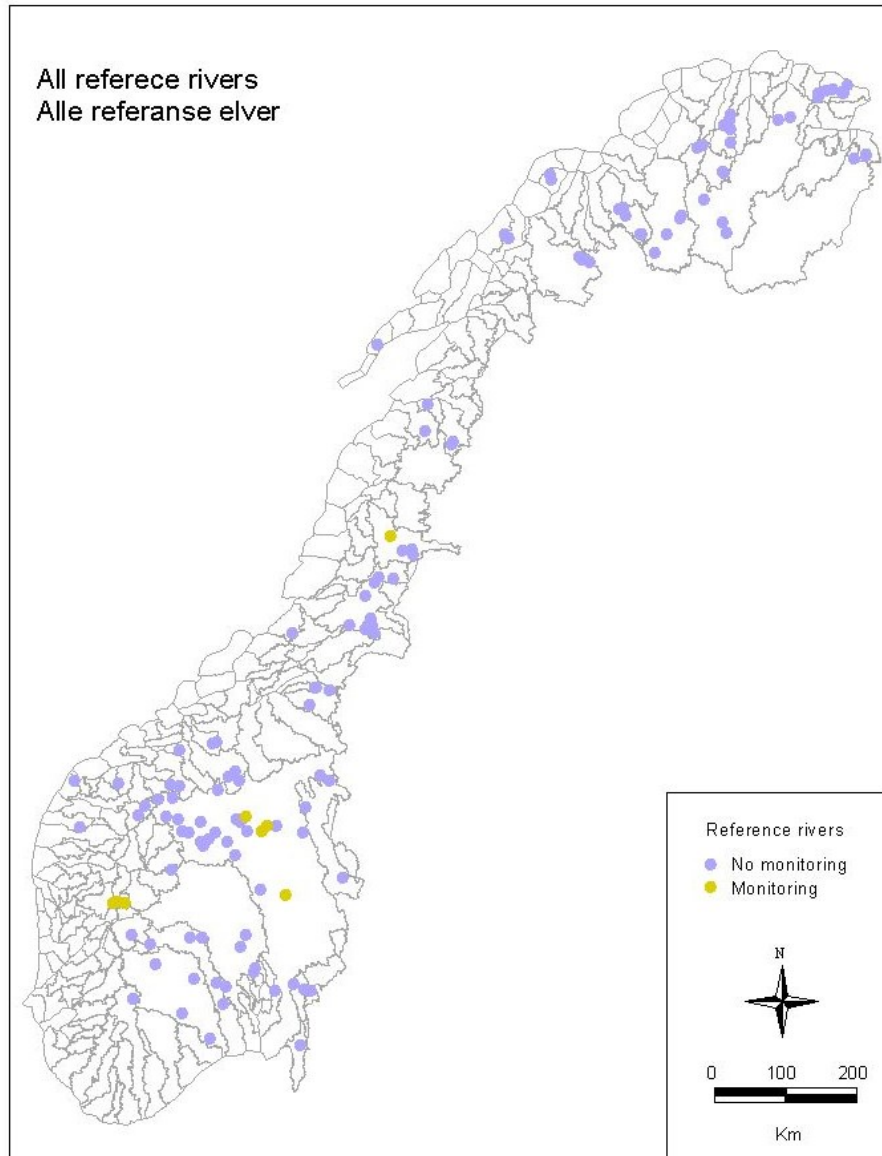 All referece rivers
Alle referanse elver
Reference rivers
No monitoring
Monitoring
N
0 100 200
Km